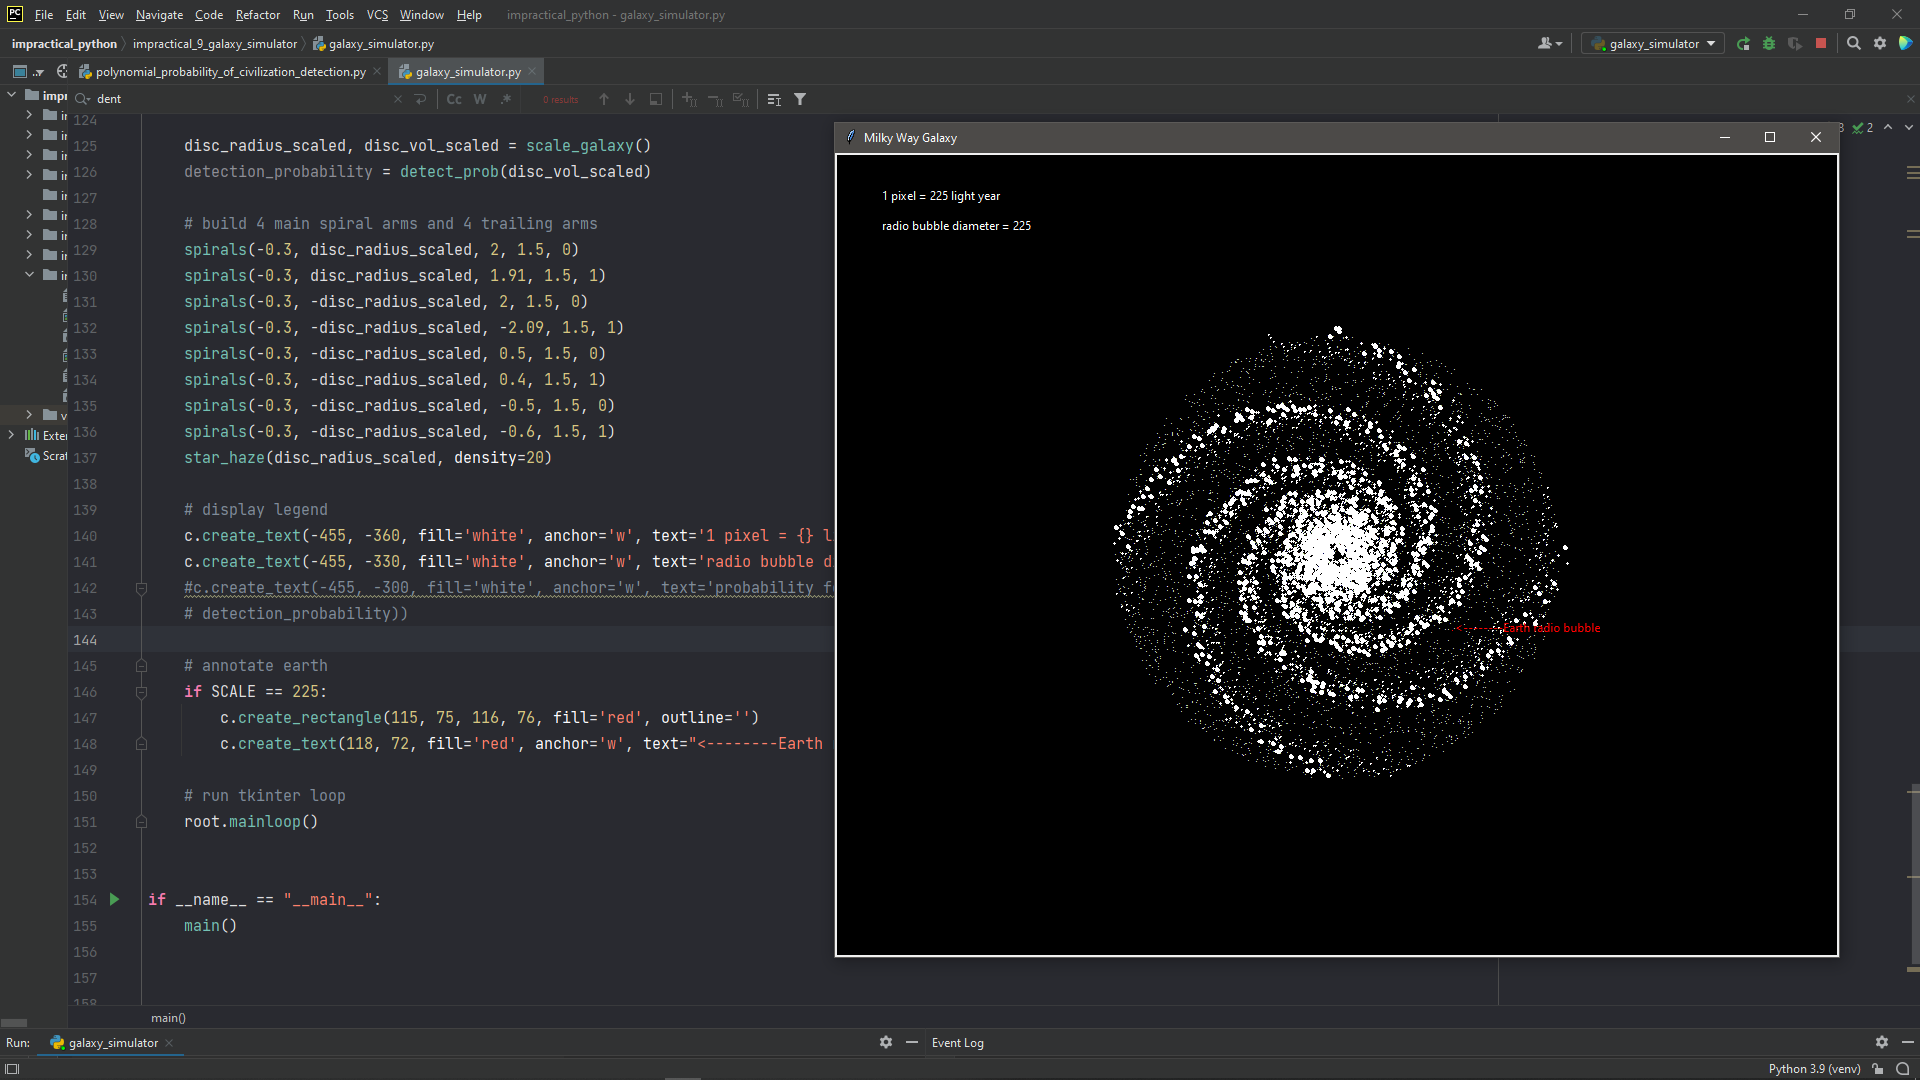 File Edit View Navigate Code Refactor Run Tools VCS Window Help impractical_python - galaxy_simulator.py
impractical_python impractical_9_galaxy_simulator galaxy_simulator.py galaxy_simulator
polynomial_probability_of_civilization_detection.py galaxy_simulator.py
dent Cc W .* 0 results
2
124
125 disc_radius_scaled, disc_vol_scaled = scale_galaxy()
126 detection_probability = detect_prob(disc_vol_scaled)
127
128 # build 4 main spiral arms and 4 trailing arms
129 spirals(-0.3, disc_radius_scaled, 2, 1.5, 0)
130 spirals(-0.3, disc_radius_scaled, 1.91, 1.5, 1)
131 spirals(-0.3, -disc_radius_scaled, 2, 1.5, 0)
132 spirals(-0.3, -disc_radius_scaled, -2.09, 1.5, 1)
133 spirals(-0.3, -disc_radius_scaled, 0.5, 1.5, 0)
134 spirals(-0.3, -disc_radius_scaled, 0.4, 1.5, 1)
135 spirals(-0.3, -disc_radius_scaled, -0.5, 1.5, 0)
136 spirals(-0.3, -disc_radius_scaled, -0.6, 1.5, 1)
137 star_haze(disc_radius_scaled, density=20)
138
139 # display legend
140 c.create_text(-455, -360, fill='white', anchor='w', text='1 pixel = {} l
141 c.create_text(-455, -330, fill='white', anchor='w', text='radio bubble d
142 #c.create_text(-455, -300, fill='white', anchor='w', text='probability f
143 # detection_probability))
144
145 # annotate earth
146 if SCALE == 225:
147 c.create_rectangle(115, 75, 116, 76, fill='red', outline='')
148 c.create_text(118, 72, fill='red', anchor='w', text="<--------Earth
149
150 # run tkinter loop
151 root.mainloop()
152
153
154 if __name__ == "__main__":
155 main()
156
157
158
impr
Exter
Scrat
Milky Way Galaxy
1 pixel = 225 light year
radio bubble diameter = 225
<--------Earth radio bubble
main()
Run: galaxy_simulator Event Log
Python 3.9 (venv)